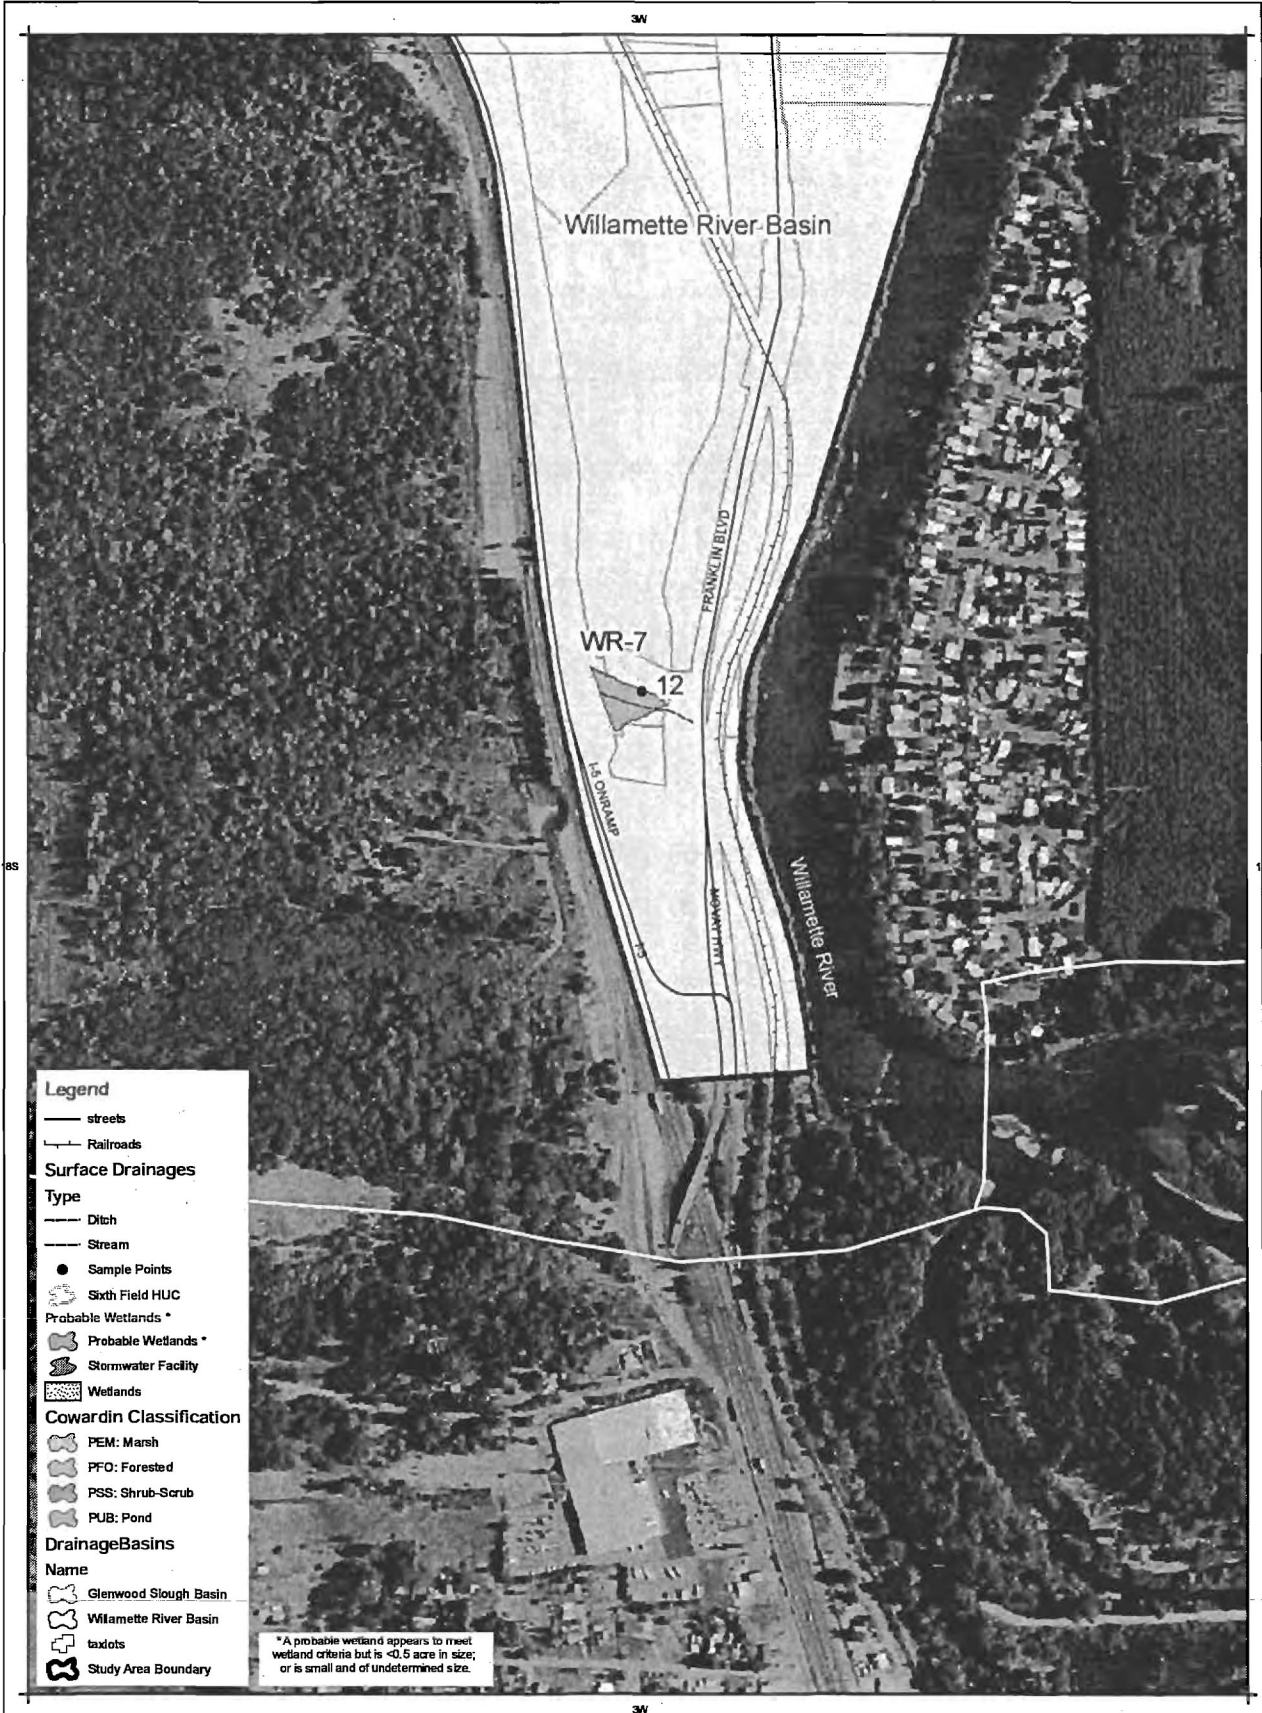 3W
Willamette River Basin
FRANKLIN BLVD
WR-7
12
I-5 ONRAMP
8S
1
Willamette River
I-5
Legend
streets
Railroads
Surface Drainages
Type
Ditch
Stream
Sample Points
Sixth Field HUC
Probable Wetlands *
Probable Wetlands *
Stormwater Facility
Wetlands
Cowardin Classification
PEM: Marsh
PFO: Forested
PSS: Shrub-Scrub
PUB: Pond
DrainageBasins
Name
Glenwood Slough Basin
Willamette River Basin
taxlots
Study Area Boundary
*A probable wetland appears to meet
wetland criteria but is <0.5 acre in size;
or is small and of undetermined size.
3W